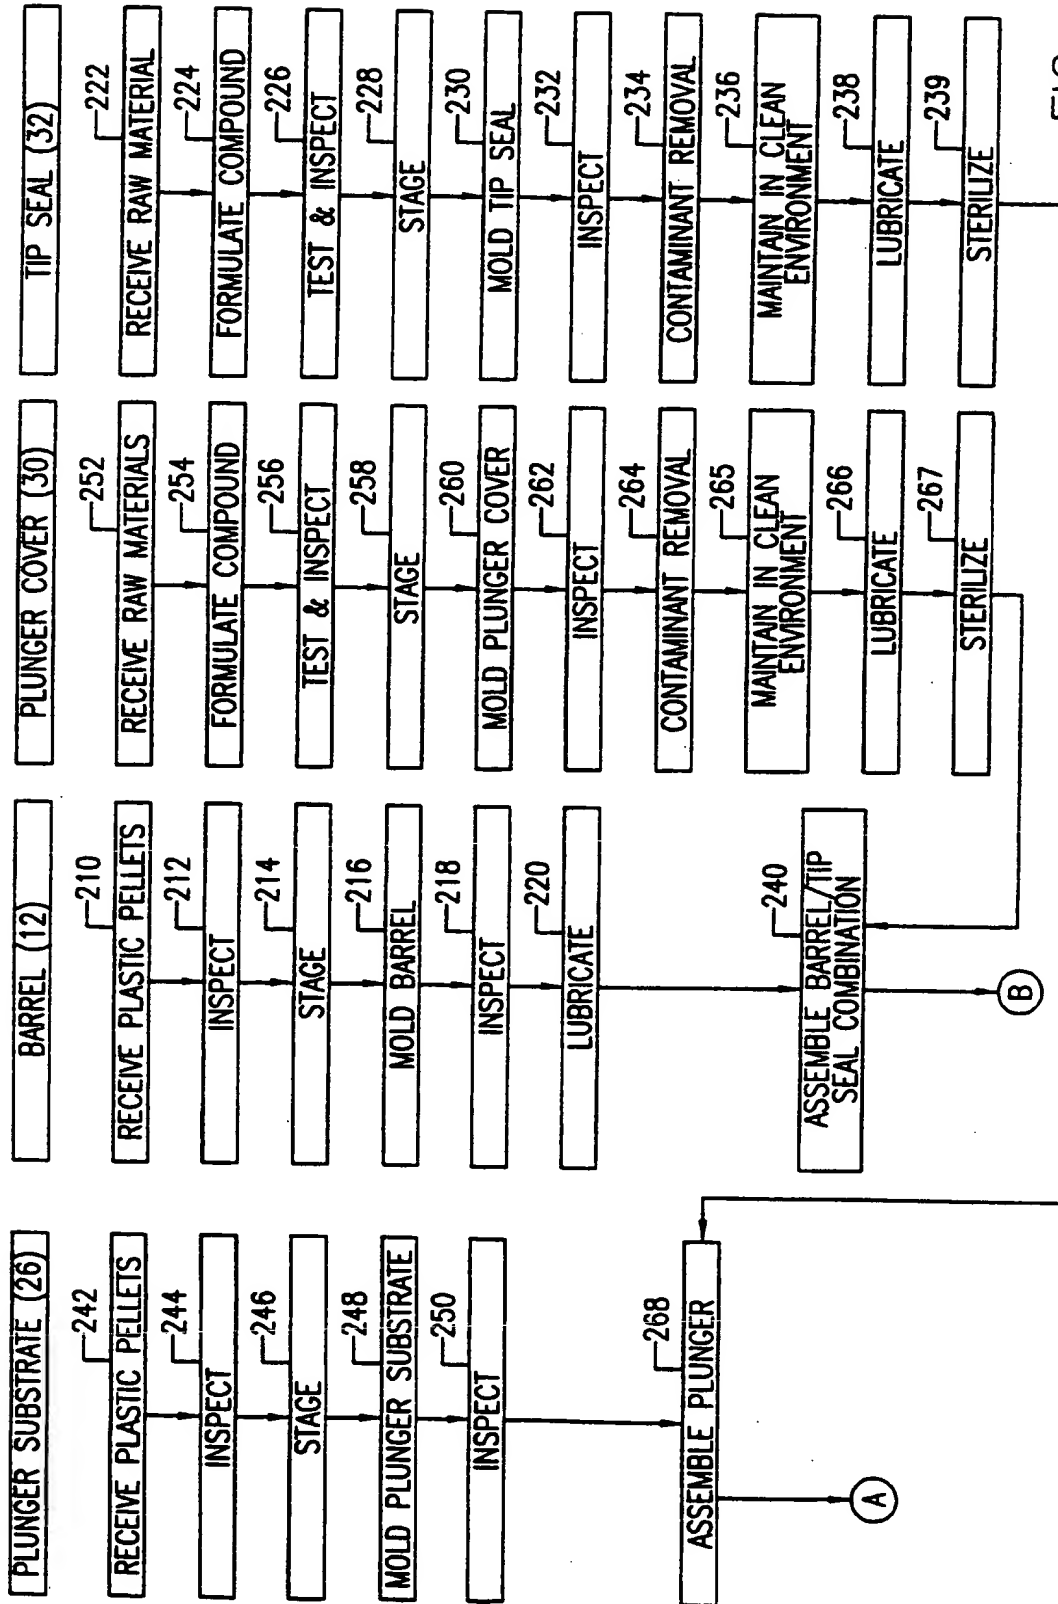 PLUNGER SUBSTRATE (26)
242
RECEIVE PLASTIC PELLETS
244
INSPECT
246
STAGE
248
MOLD PLUNGER SUBSTRATE
250
INSPECT
268
ASSEMBLE PLUNGER
A
BARREL (12)
210
RECEIVE PLASTIC PELLETS
212
INSPECT
214
STAGE
216
MOLD BARREL
218
INSPECT
220
LUBRICATE
240
ASSEMBLE BARREL/TIP
SEAL COMBINATION
B
PLUNGER COVER (30)
252
RECEIVE RAW MATERIALS
254
FORMULATE COMPOUND
256
TEST & INSPECT
258
STAGE
260
MOLD PLUNGER COVER
262
INSPECT
264
CONTAMINANT REMOVAL
265
MAINTAIN IN CLEAN
ENVIRONMENT
266
LUBRICATE
267
STERILIZE
TIP SEAL (32)
222
RECEIVE RAW MATERIAL
224
FORMULATE COMPOUND
226
TEST & INSPECT
228
STAGE
230
MOLD TIP SEAL
232
INSPECT
234
CONTAMINANT REMOVAL
236
MAINTAIN IN CLEAN
ENVIRONMENT
238
LUBRICATE
239
STERILIZE